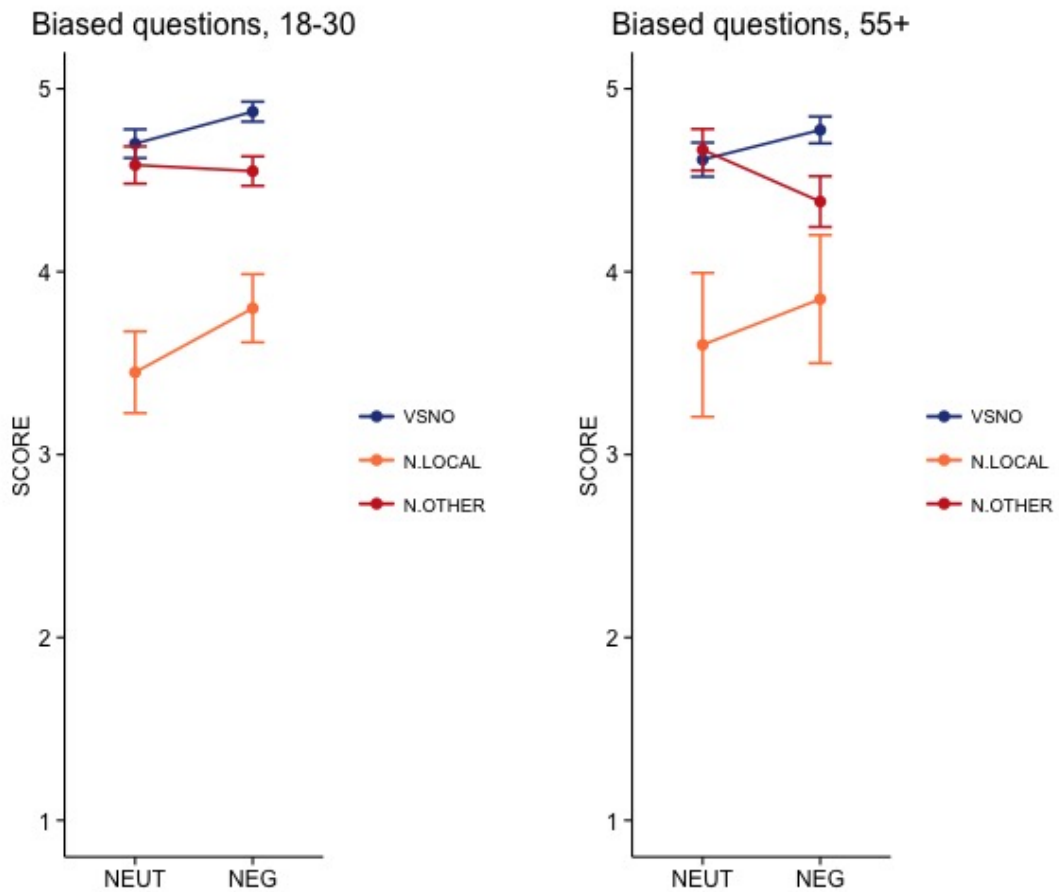 Biased questions, 18-30
5
4
3
2
1
SCORE
NEUT NEG
VSNO
N.LOCAL
N.OTHER
Biased questions, 55+
5
4
3
2
1
SCORE
NEUT NEG
VSNO
N.LOCAL
N.OTHER